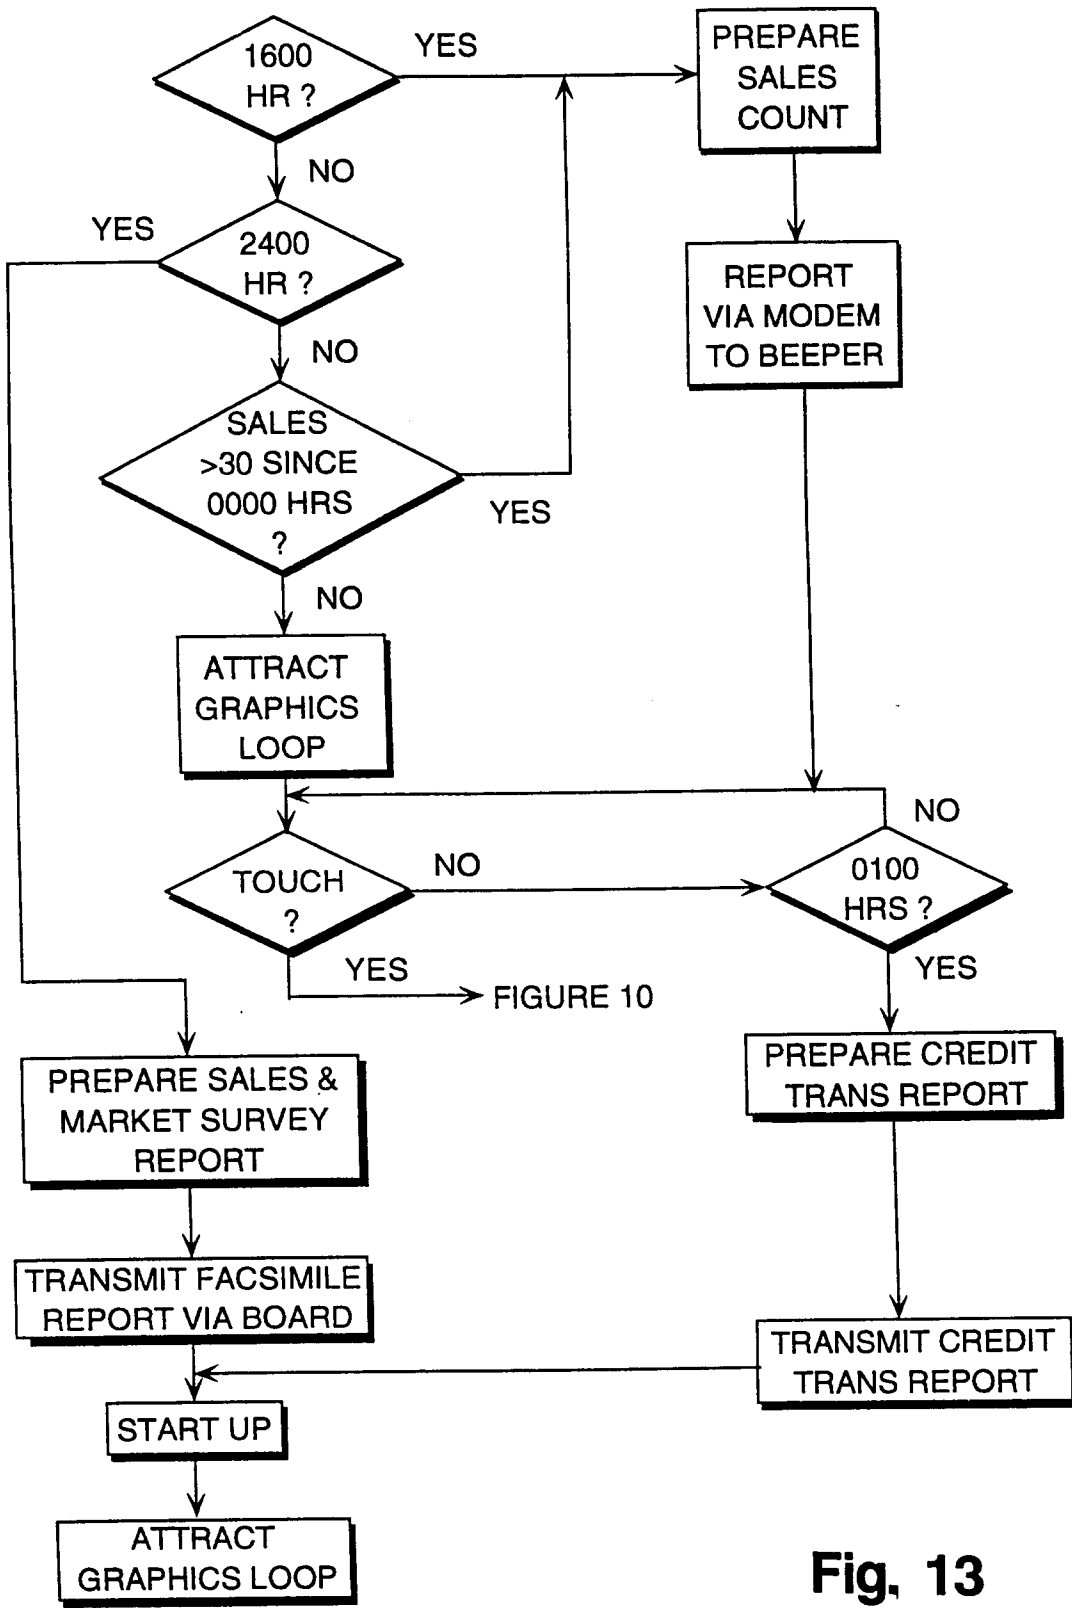 1600
HR ?
YES
PREPARE
SALES
COUNT
NO
YES
2400
HR ?
REPORT
VIA MODEM
TO BEEPER
NO
SALES
>30 SINCE
0000 HRS
?
YES
NO
ATTRACT
GRAPHICS
LOOP
NO
TOUCH
?
NO
0100
HRS ?
YES
FIGURE 10
YES
PREPARE SALES &
MARKET SURVEY
REPORT
PREPARE CREDIT
TRANS REPORT
TRANSMIT FACSIMILE
REPORT VIA BOARD
TRANSMIT CREDIT
TRANS REPORT
START UP
ATTRACT
GRAPHICS LOOP
Fig. 13